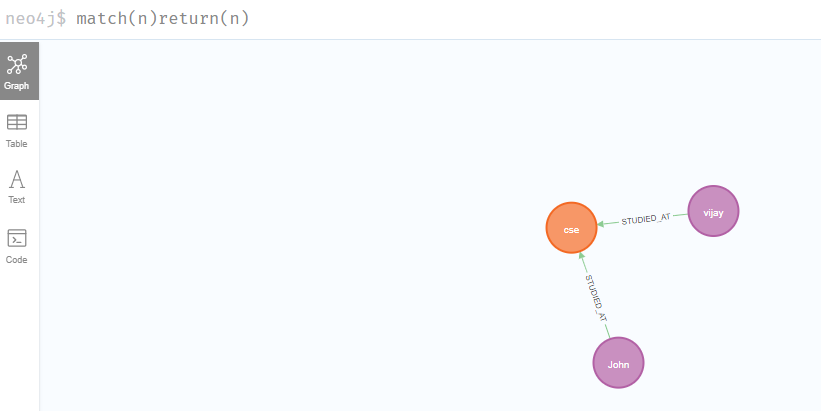 neo4j$ match(n)return(n)
Graph
Table
Text
Code
cse
STUDIED_AT
vijay
STUDIED_AT
John